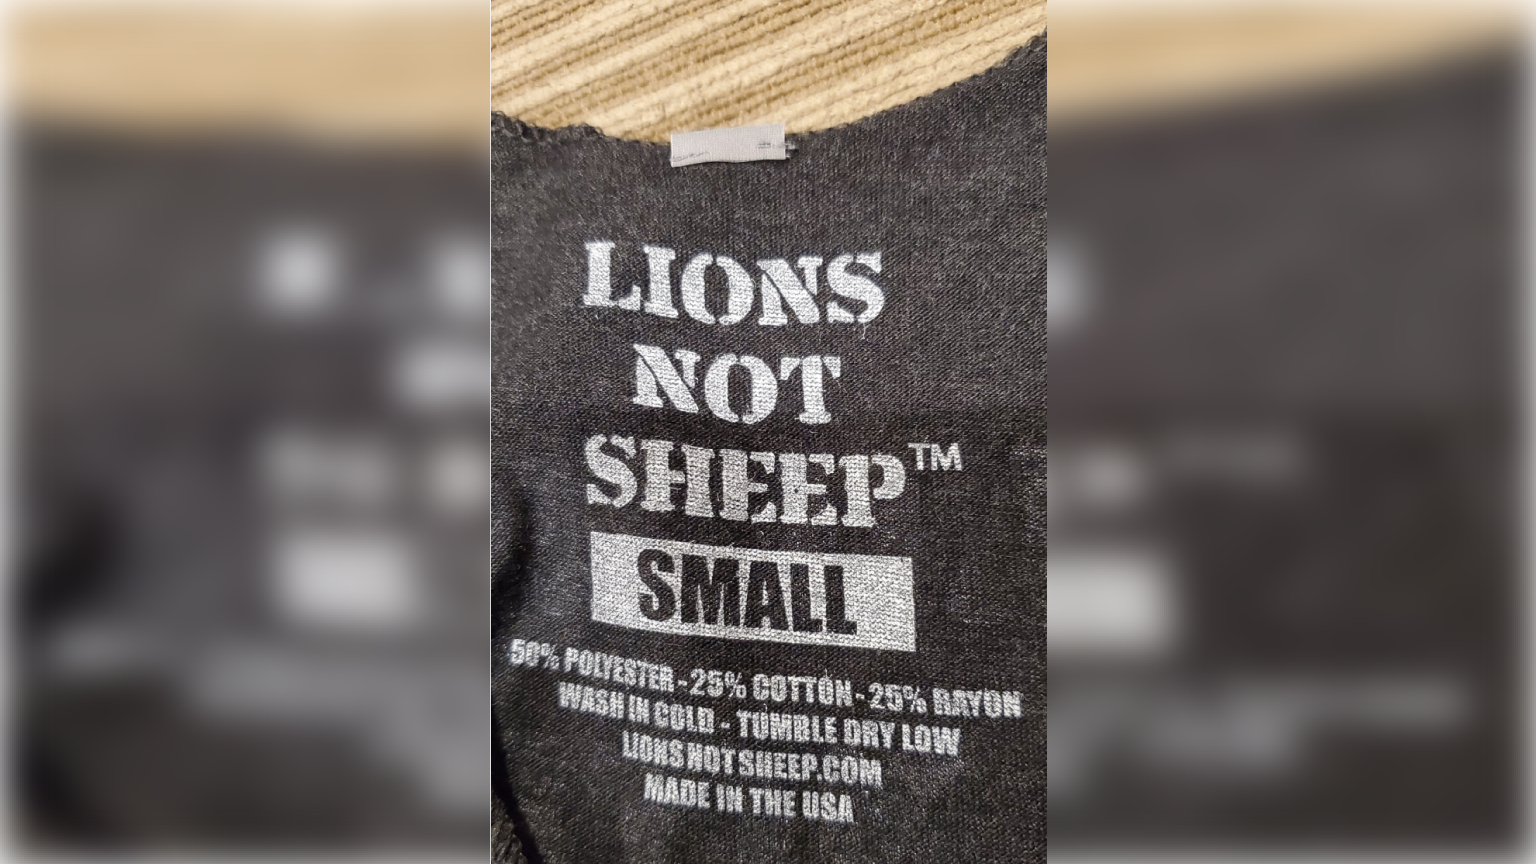 LIONS
NOT
SHEEP™
SMALL
50% POLYESTER - 25% COTTON - 25% RAYON
WASH IN COLD - TUMBLE DRY LOW
LIONSNOTSHEEP.COM
MADE IN THE USA